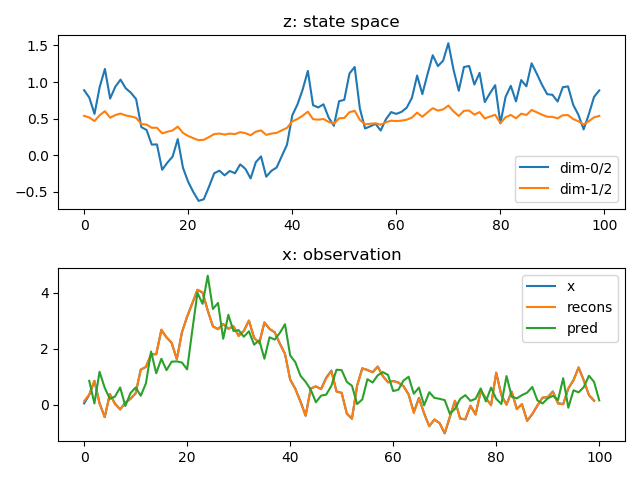 z: state space
1.5
1.0
0.5
0.0
−0.5
dim-0/2
dim-1/2
0 20 40 60 80 100
x: observation
4
2
0
x
recons
pred
0 20 40 60 80 100